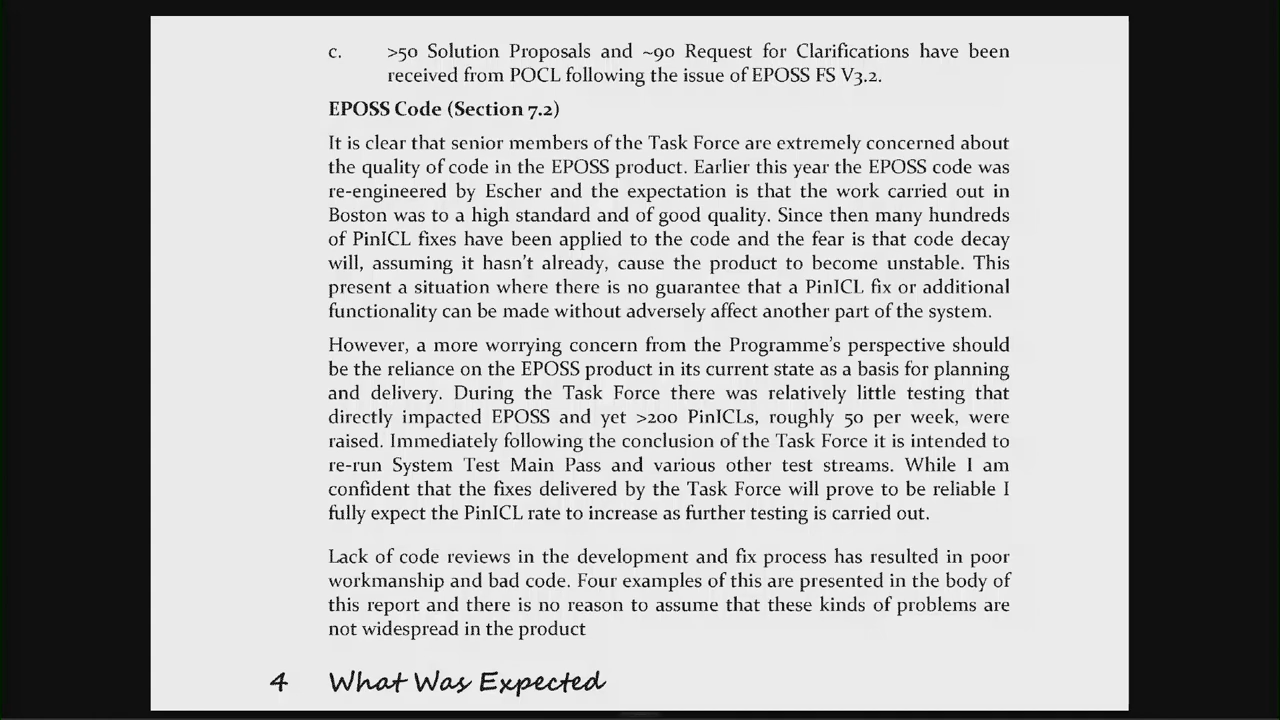 c. >50 Solution Proposals and ~90 Request for Clarifications have been
received from POCL following the issue of EPOSS FS V3.2.
EPOSS Code (Section 7.2)
It is clear that senior members of the Task Force are extremely concerned about
the quality of code in the EPOSS product. Earlier this year the EPOSS code was
re-engineered by Escher and the expectation is that the work carried out in
Boston was to a high standard and of good quality. Since then many hundreds
of PinICL fixes have been applied to the code and the fear is that code decay
will, assuming it hasn't already, cause the product to become unstable. This
present a situation where there is no guarantee that a PinICL fix or additional
functionality can be made without adversely affect another part of the system.
However, a more worrying concern from the Programme's perspective should
be the reliance on the EPOSS product in its current state as a basis for planning
and delivery. During the Task Force there was relatively little testing that
directly impacted EPOSS and yet >200 PinICLs, roughly 50 per week, were
raised. Immediately following the conclusion of the Task Force it is intended to
re-run System Test Main Pass and various other test streams. While I am
confident that the fixes delivered by the Task Force will prove to be reliable I
fully expect the PinICL rate to increase as further testing is carried out.
Lack of code reviews in the development and fix process has resulted in poor
workmanship and bad code. Four examples of this are presented in the body of
this report and there is no reason to assume that these kinds of problems are
not widespread in the product
4 What Was Expected